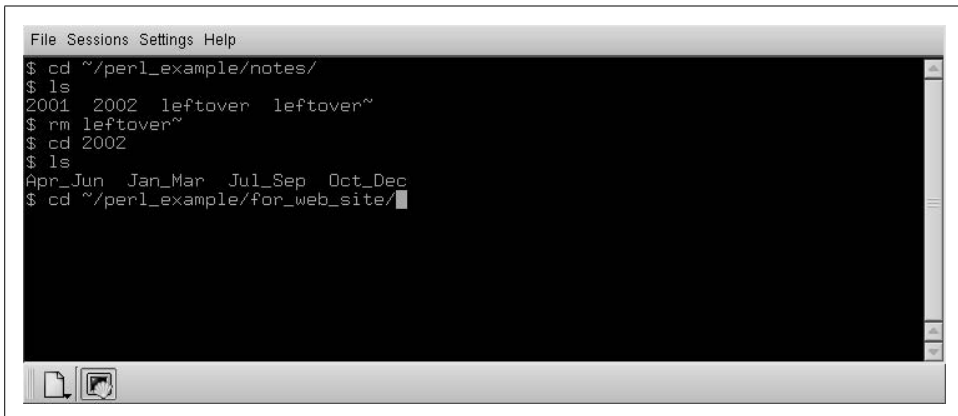 File Sessions Settings Help
$ cd ~/perl_example/notes/
$ ls
2001  2002  leftover  leftover~
$ rm leftover~
$ cd 2002
$ ls
Apr_Jun  Jan_Mar  Jul_Sep  Oct_Dec
$ cd ~/perl_example/for_web_site/